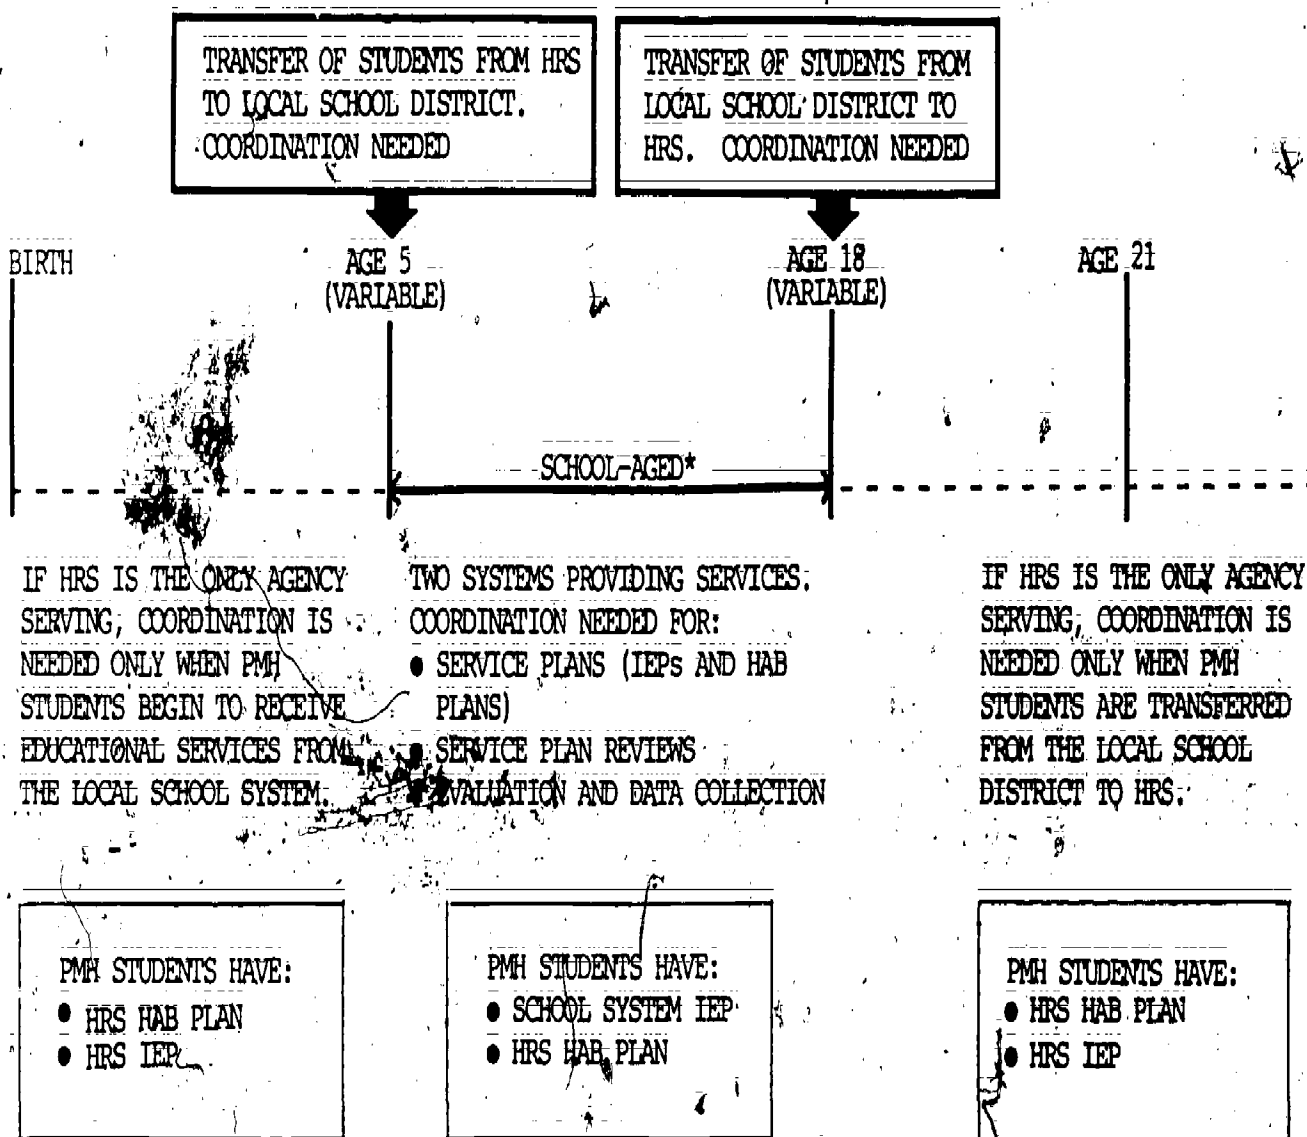 TRANSFER OF STUDENTS FROM HRS
TO LOCAL SCHOOL DISTRICT.
COORDINATION NEEDED
TRANSFER OF STUDENTS FROM
LOCAL SCHOOL DISTRICT TO
HRS. COORDINATION NEEDED
BIRTH
AGE 5
(VARIABLE)
AGE 18
(VARIABLE)
AGE 21
SCHOOL-AGED*
IF HRS IS THE ONLY AGENCY
SERVING, COORDINATION IS
NEEDED ONLY WHEN PMH
STUDENTS BEGIN TO RECEIVE
EDUCATIONAL SERVICES FROM
THE LOCAL SCHOOL SYSTEM.
TWO SYSTEMS PROVIDING SERVICES.
COORDINATION NEEDED FOR:
● SERVICE PLANS (IEPs AND HAB
PLANS)
● SERVICE PLAN REVIEWS
● EVALUATION AND DATA COLLECTION
IF HRS IS THE ONLY AGENCY
SERVING, COORDINATION IS
NEEDED ONLY WHEN PMH
STUDENTS ARE TRANSFERRED
FROM THE LOCAL SCHOOL
DISTRICT TO HRS.
PMH STUDENTS HAVE:
● HRS HAB PLAN
● HRS IEP
PMH STUDENTS HAVE:
● SCHOOL SYSTEM IEP
● HRS HAB PLAN
PMH STUDENTS HAVE:
● HRS HAB PLAN
● HRS IEP